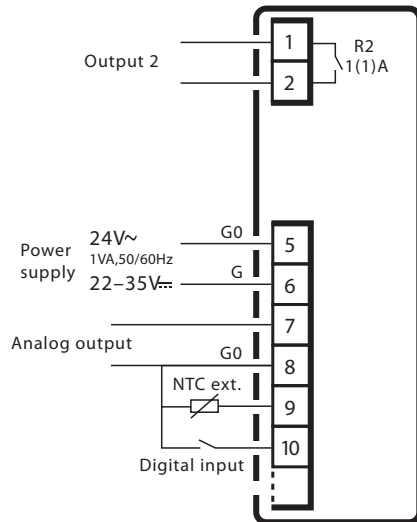 1
R2
Output 2
1(1)A
2
G0
24V~
5
Power
supply
1VA,50/60Hz
G
22–35V⎓
6
7
Analog output
G0
8
NTC ext.
9
10
Digital input